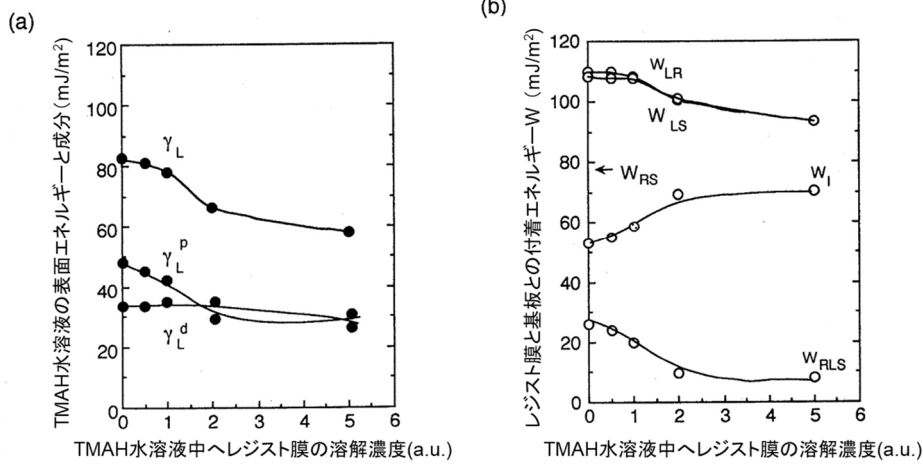 (a)
TMAH水溶液の表面エネルギーと成分(mJ/m²)
120
100
80
60
40
20
0
γL
γLᵖ
γLᵈ
0 1 2 3 4 5 6
TMAH水溶液中へレジスト膜の溶解濃度(a.u.)
(b)
レジスト膜と基板との付着エネルギーW (mJ/m²)
120
100
80
60
40
20
0
WLR
WLS
← WRS
WI
WRLS
0 1 2 3 4 5 6
TMAH水溶液中へレジスト膜の溶解濃度(a.u.)